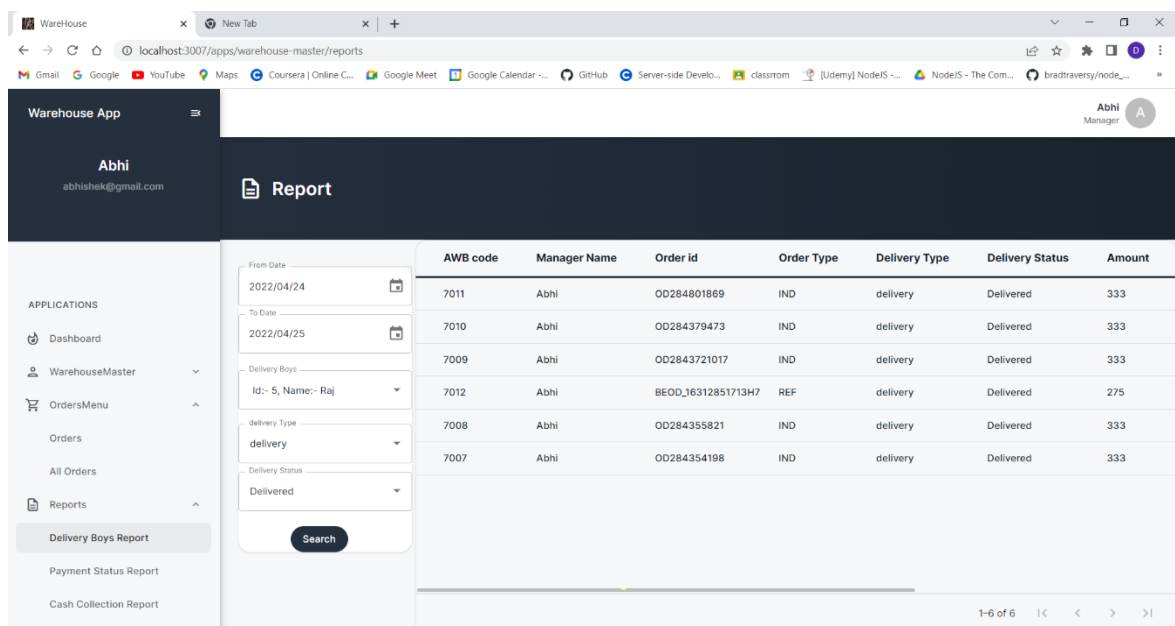 WareHouse
New Tab
localhost:3007/apps/warehouse-master/reports
Gmail Google YouTube Maps Coursera | Online C... Google Meet Google Calendar -... GitHub Server-side Develo... classrrom [Udemy] NodeJS -... NodeJS - The Com... bradtraversy/node_... »
D
Warehouse App
Abhi
Manager
A
Abhi
abhishek@gmail.com
Report
APPLICATIONS
Dashboard
WarehouseMaster
OrdersMenu
Orders
All Orders
Reports
Delivery Boys Report
Payment Status Report
Cash Collection Report
From Date
2022/04/24
To Date
2022/04/25
Delivery Boys
Id:- 5, Name:- Raj
delivery Type
delivery
Delivery Status
Delivered
Search
AWB code Manager Name Order id Order Type Delivery Type Delivery Status Amount
7011 Abhi OD284801869 IND delivery Delivered 333
7010 Abhi OD284379473 IND delivery Delivered 333
7009 Abhi OD2843721017 IND delivery Delivered 333
7012 Abhi BEOD_16312851713H7 REF delivery Delivered 275
7008 Abhi OD284355821 IND delivery Delivered 333
7007 Abhi OD284354198 IND delivery Delivered 333
1–6 of 6